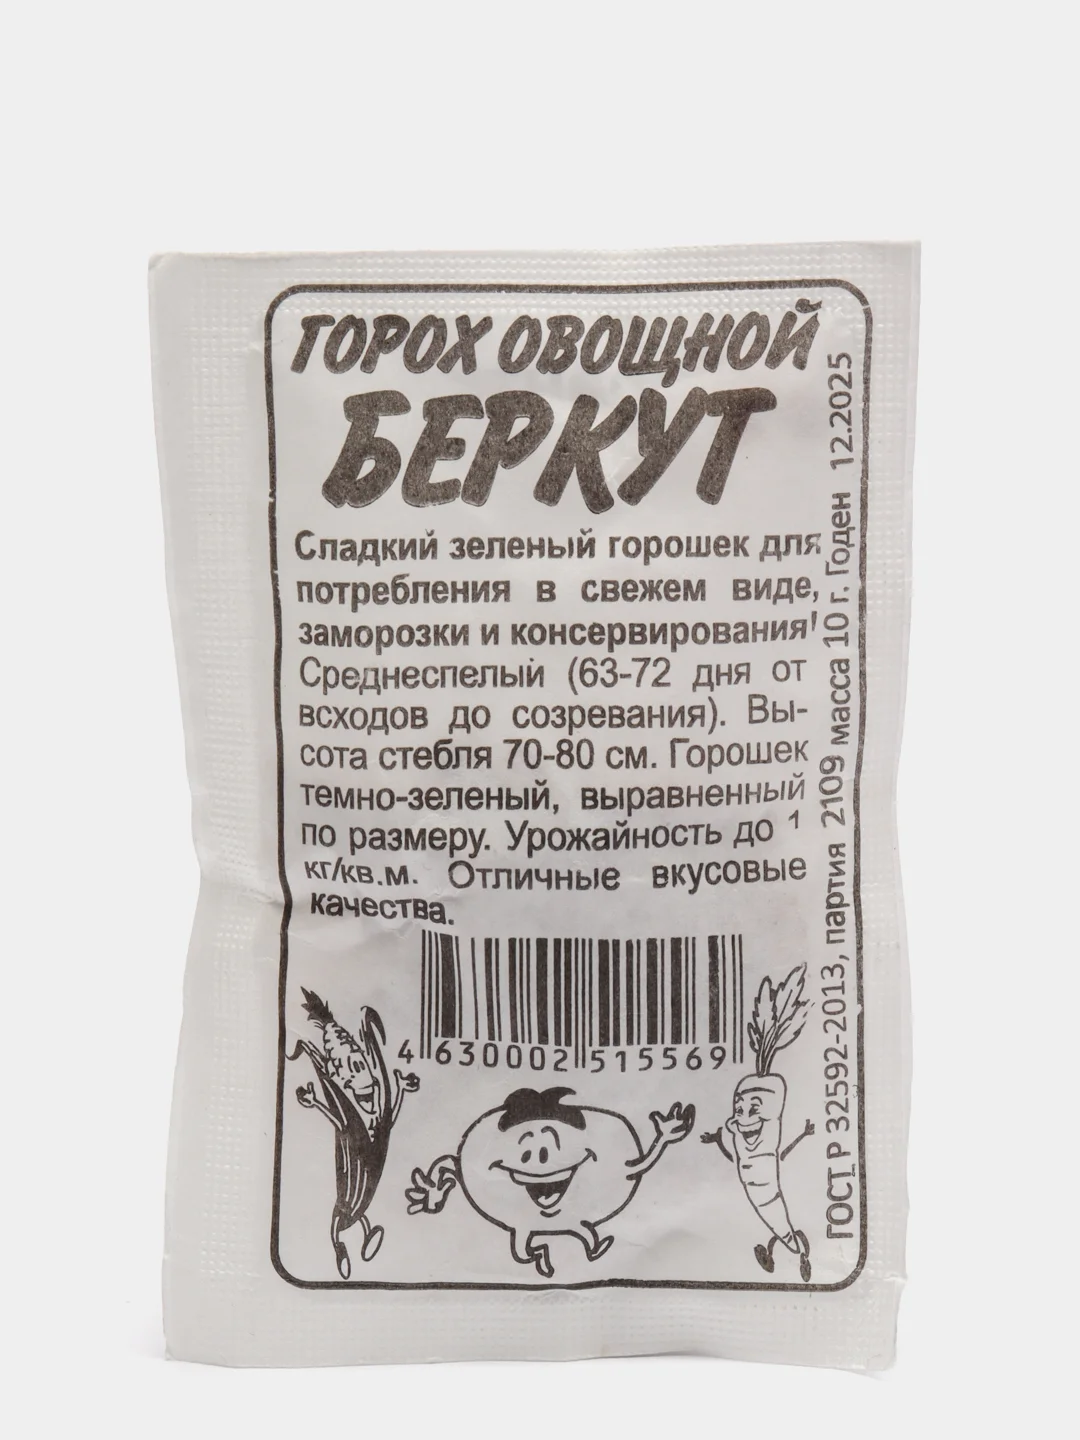 ГОРОХ ОВОЩНОЙ
БЕРКУТ
Сладкий зеленый горошек для
потребления в свежем виде,
заморозки и консервирования!
Среднеспелый (63-72 дня от
всходов до созревания). Вы-
сота стебля 70-80 см. Горошек
темно-зеленый, выравненный
по размеру. Урожайность до 1
кг/кв.м. Отличные вкусовые
качества.
4 630002 515569
ГОСТ Р 32592-2013, партия 2109 масса 10 г. Годен 12.2025